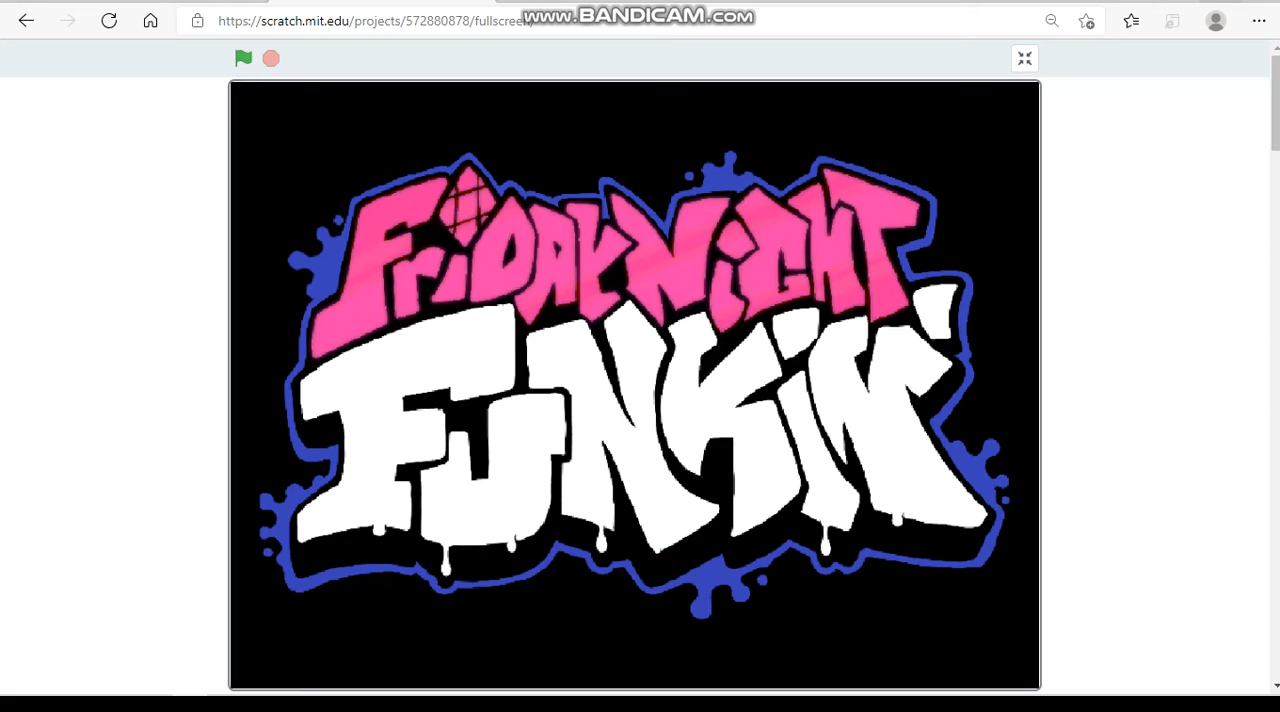 https://scratch.mit.edu/projects/572880878/fullscreen/
www.BANDICAM.com
FRiDAY NiGHT
FUNKiN'